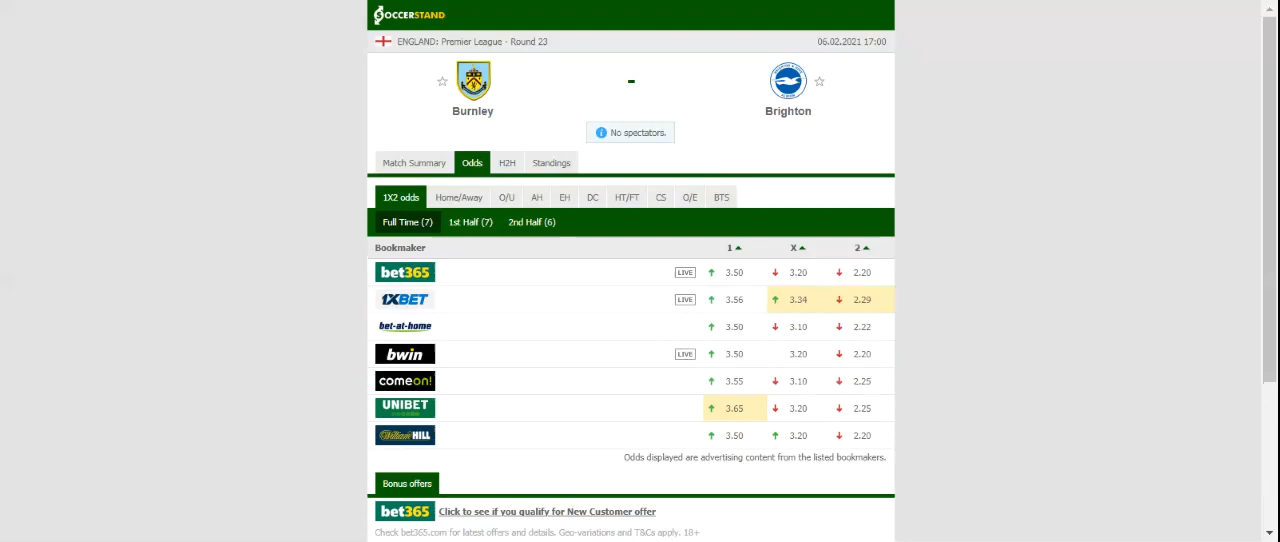 SOCCERSTAND
ENGLAND: Premier League - Round 23 06.02.2021 17:00
-
Burnley Brighton
No spectators.
Match Summary Odds H2H Standings
1X2 odds Home/Away O/U AH EH DC HT/FT CS O/E BTS
Full Time (7) 1st Half (7) 2nd Half (6)
Bookmaker 1 X 2
bet365 LIVE 3.50 3.20 2.20
1XBET LIVE 3.56 3.34 2.29
bet-at-home 3.50 3.10 2.22
bwin LIVE 3.50 3.20 2.20
comeon! 3.55 3.10 2.25
UNIBET 3.65 3.20 2.25
William HILL 3.50 3.20 2.20
Odds displayed are advertising content from the listed bookmakers.
Bonus offers
bet365 Click to see if you qualify for New Customer offer
Check bet365.com for latest offers and details. Geo-variations and T&Cs apply. 18+